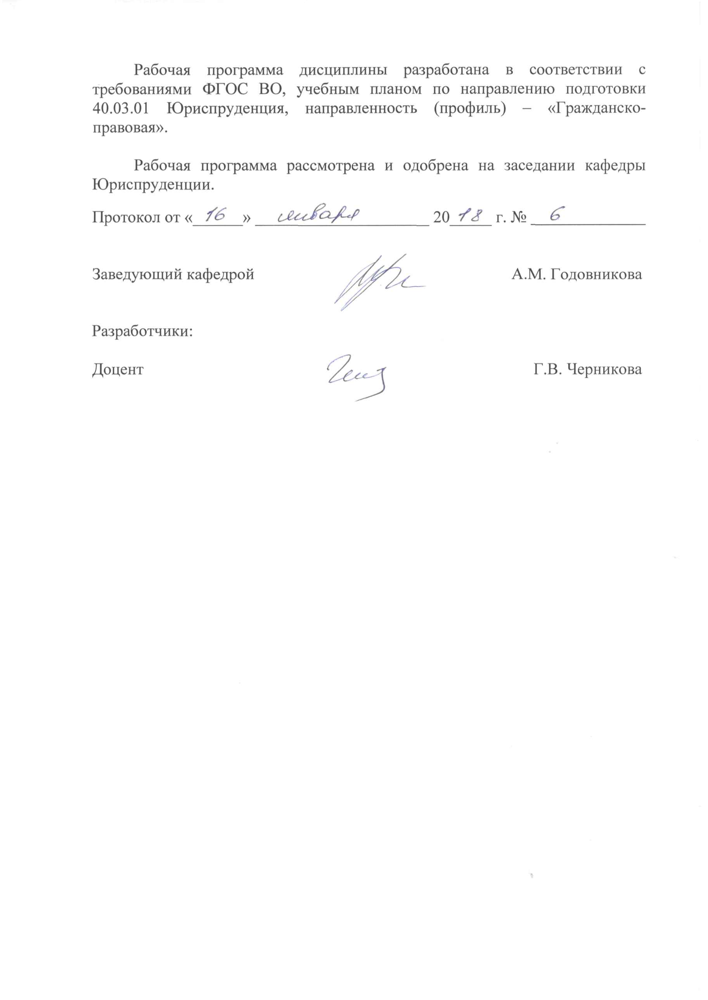 Рабочая программа дисциплины разработана в соответствии с
требованиями ФГОС ВО, учебным планом по направлению подготовки
40.03.01 Юриспруденция, направленность (профиль) – «Гражданско-
правовая».
Рабочая программа рассмотрена и одобрена на заседании кафедры
Юриспруденции.
Протокол от «16» января 2018 г. № 6
Заведующий кафедрой А.М. Годовникова
Разработчики:
Доцент Г.В. Черникова